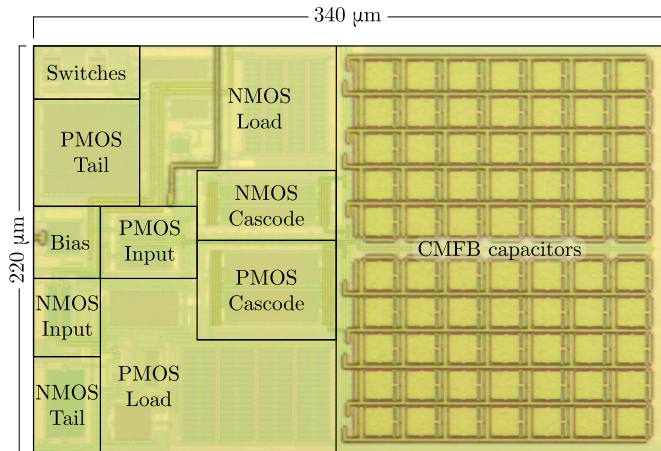 340 µm
220 µm
Switches
NMOS
Load
PMOS
Tail
NMOS
Cascode
Bias
PMOS
Input
CMFB capacitors
PMOS
Cascode
NMOS
Input
PMOS
Load
NMOS
Tail